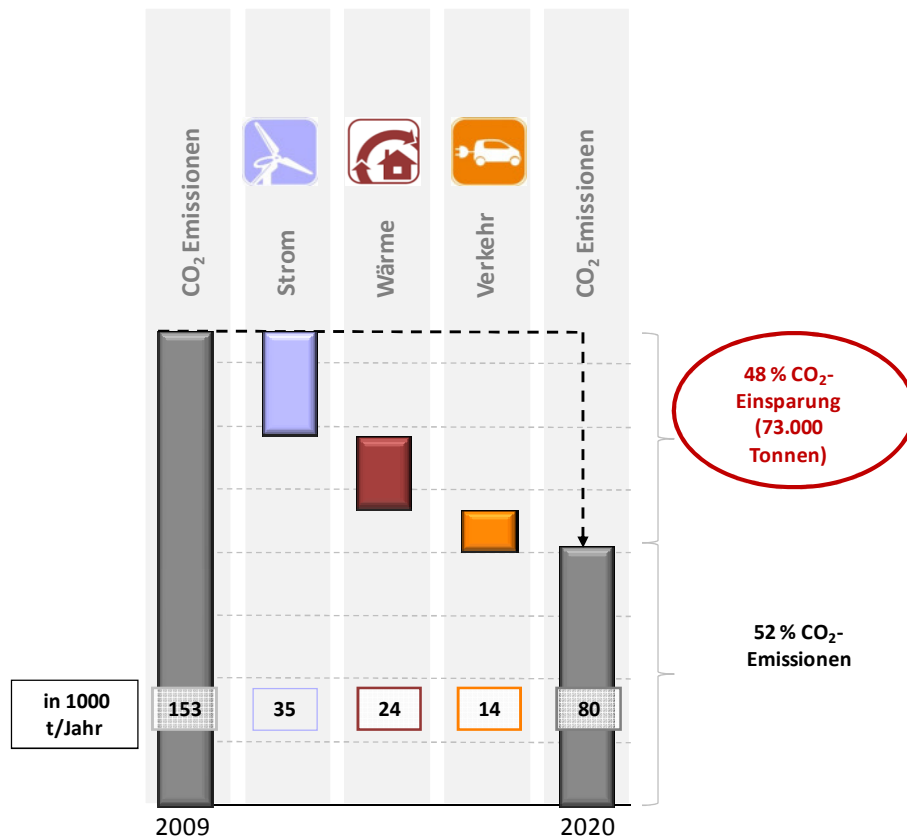 CO₂ Emissionen
Strom
Wärme
Verkehr
CO₂ Emissionen
48 % CO₂-
Einsparung
(73.000
Tonnen)
52 % CO₂-
Emissionen
in 1000
t/Jahr
153
35
24
14
80
2009
2020